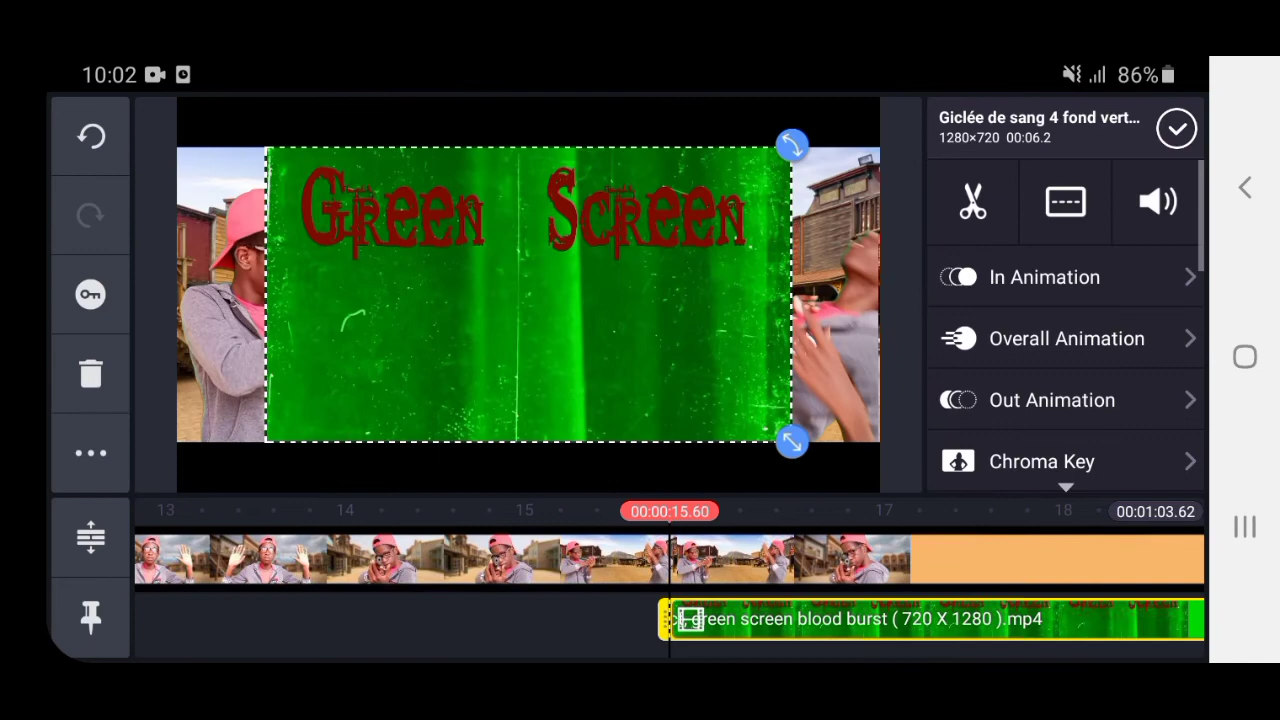 10:02
86%
Green Screen
Giclée de sang 4 fond vert...
1280×720 00:06.2
In Animation
Overall Animation
Out Animation
Chroma Key
13 14 15 00:00:15.60 17 18 00:01:03.62
green screen blood burst ( 720 X 1280 ).mp4